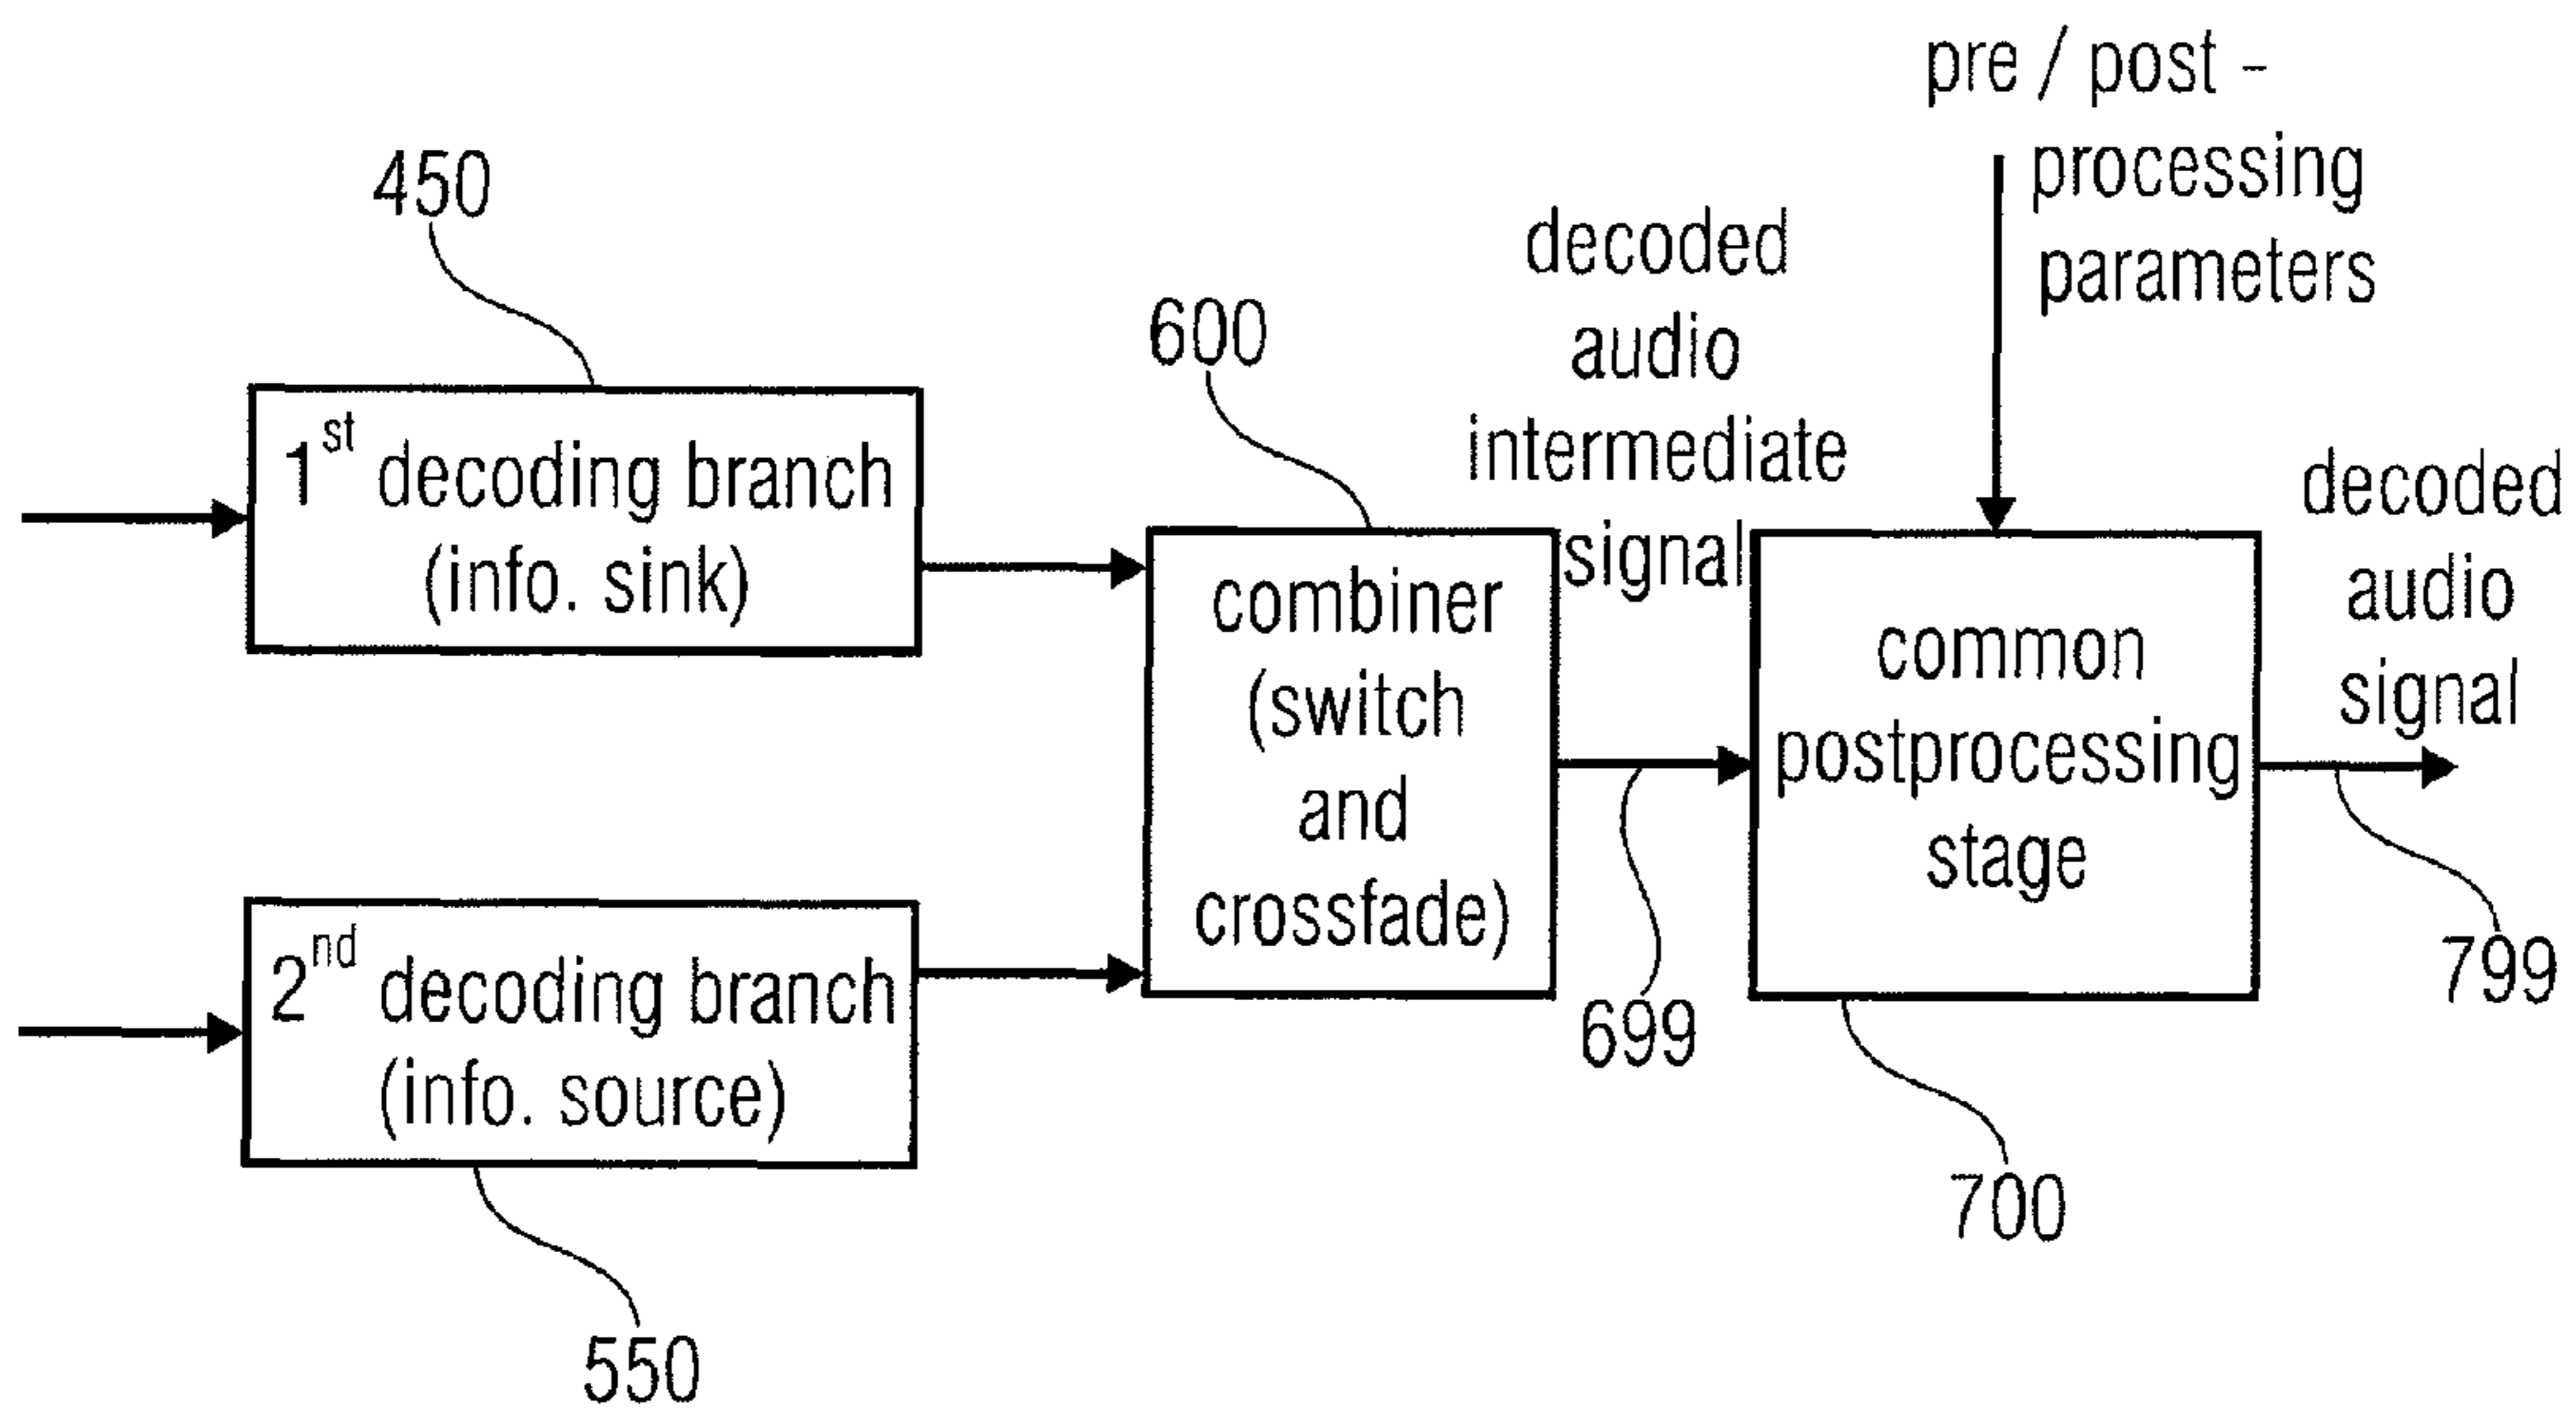 pre / post -
processing
parameters
450
decoded
audio
intermediate
signal
600
decoded
audio
signal
1st decoding branch
(info. sink)
combiner
(switch
and
crossfade)
common
postprocessing
stage
2nd decoding branch
(info. source)
699
799
700
550